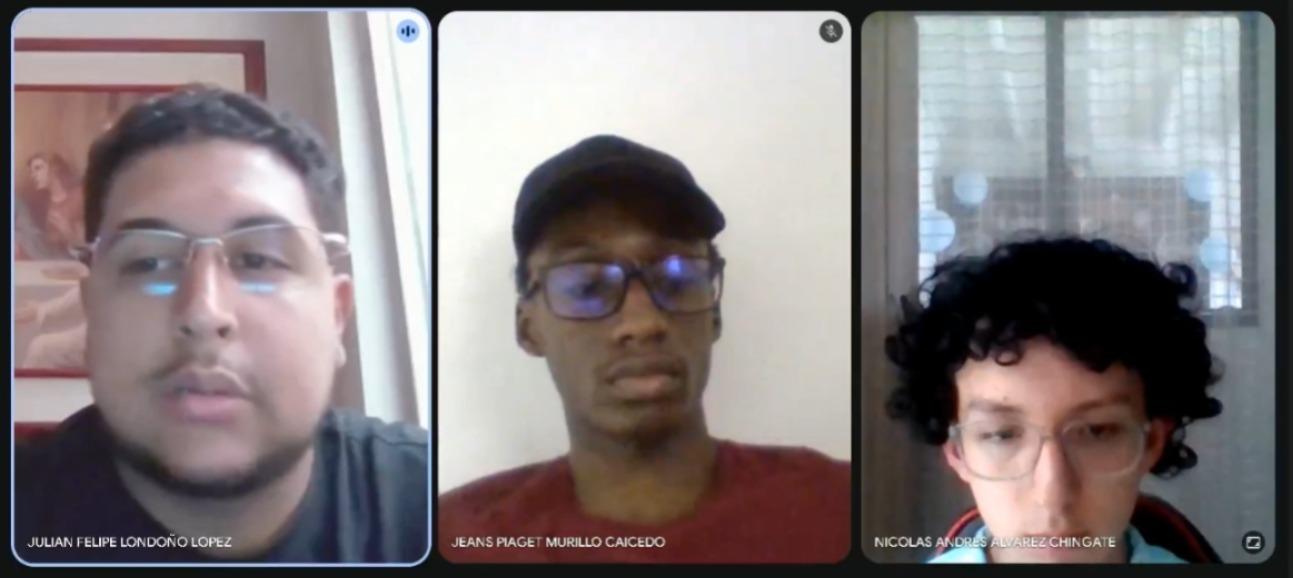 JULIAN FELIPE LONDOÑO LOPEZ
JEANS PIAGET MURILLO CAICEDO
NICOLAS ANDRES ALVAREZ CHINGATE